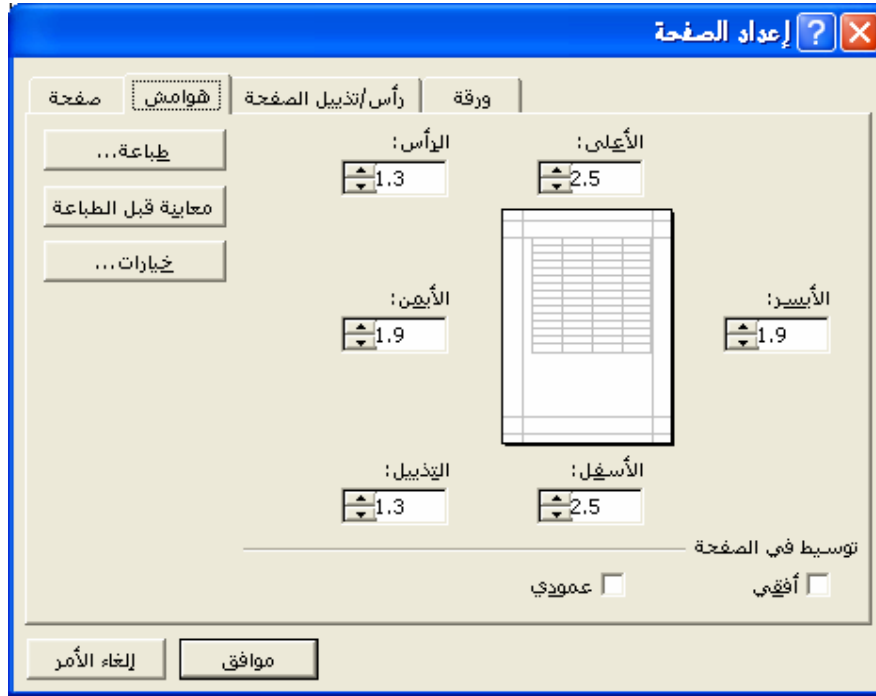 إعداد الصفحة
صفحة هوامش رأس/تذييل الصفحة ورقة
الأعلى: الرأس: طباعة...
2.5 1.3
معاينة قبل الطباعة
خيارات...
الأيسر: الأيمن:
1.9 1.9
الأسفل: التذييل:
2.5 1.3
توسيط في الصفحة
أفقي عمودي
موافق إلغاء الأمر